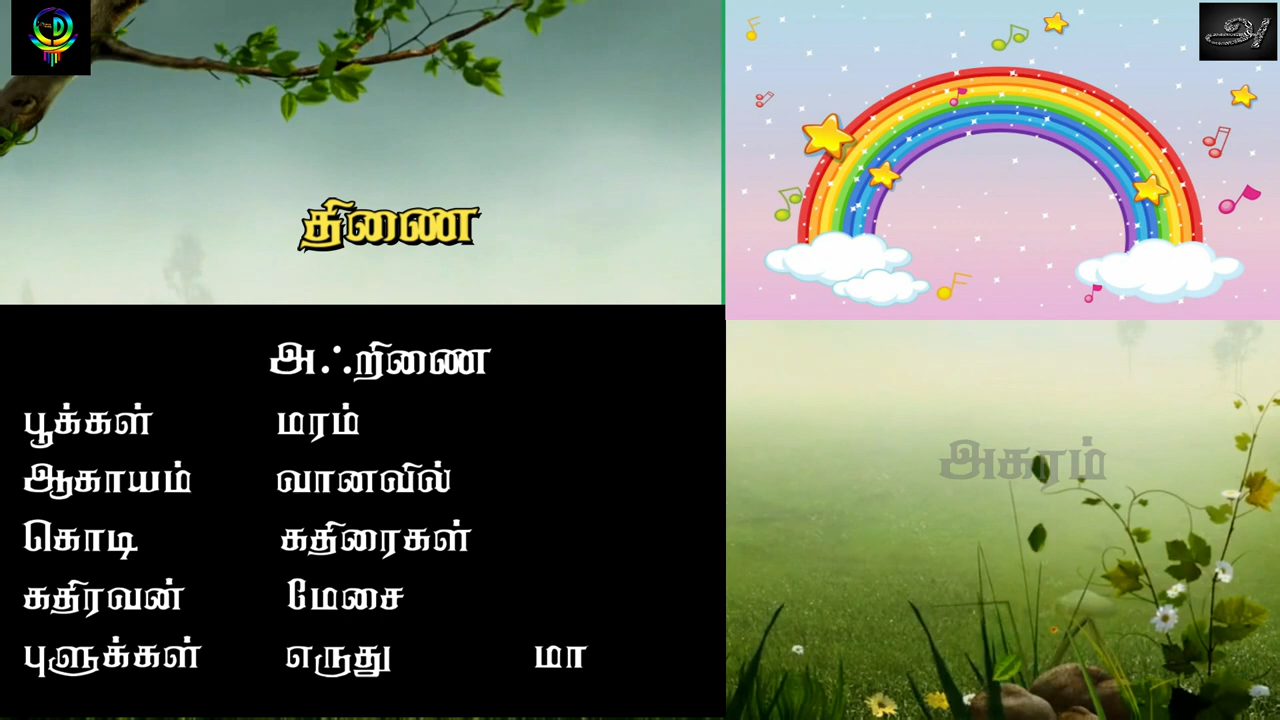 திணை
அஃறிணை
பூக்கள் மரம்
ஆகாயம் வானவில்
கொடி கதிரைகள்
கதிரவன் மேசை
புளுக்கள் எருது மா
அகரம்